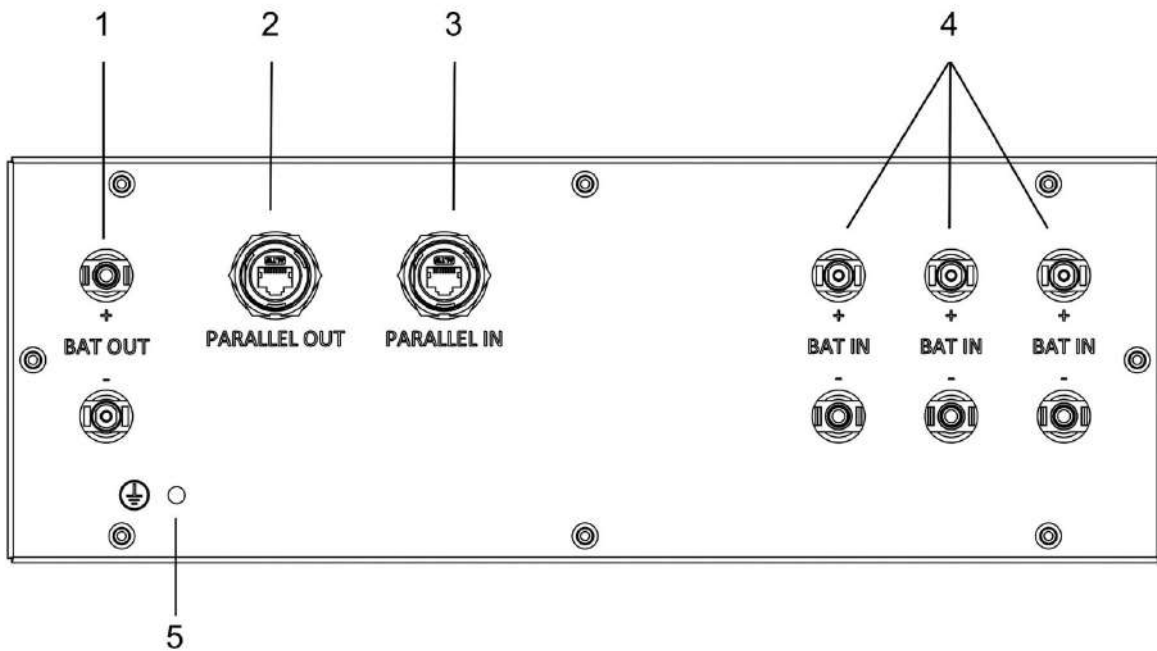 1 2 3 4
+ + + +
PARALLEL OUT PARALLEL IN
BAT OUT BAT IN BAT IN BAT IN
- - - -
5